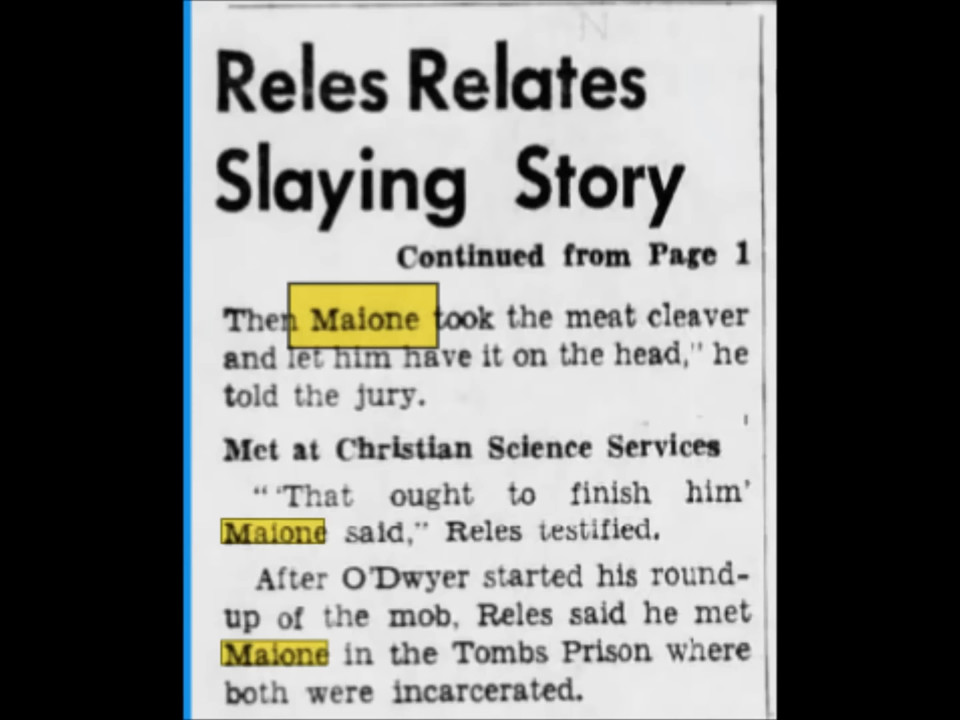 Reles Relates
Slaying Story
Continued from Page 1
Then Maione took the meat cleaver
and let him have it on the head," he
told the jury.
Met at Christian Science Services
"'That ought to finish him'
Maione said," Reles testified.
After O'Dwyer started his round-
up of the mob, Reles said he met
Maione in the Tombs Prison where
both were incarcerated.